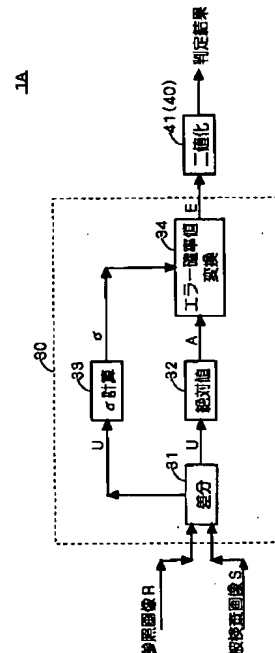 1A
30
参照画像 R
被検査画像 S
31
差分
U
U
33
σ計算
σ
32
絶対値
A
34
エラー確率値
変換
E
41(40)
二値化
判定結果